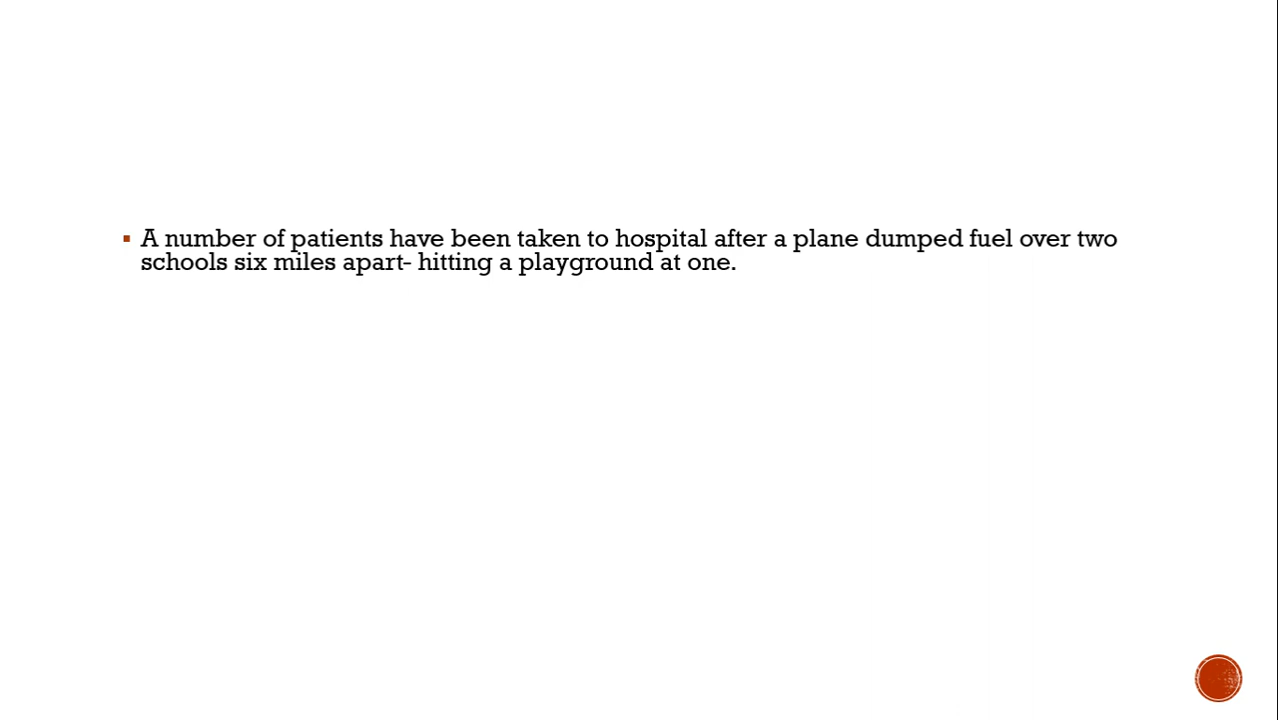 A number of patients have been taken to hospital after a plane dumped fuel over two
schools six miles apart- hitting a playground at one.